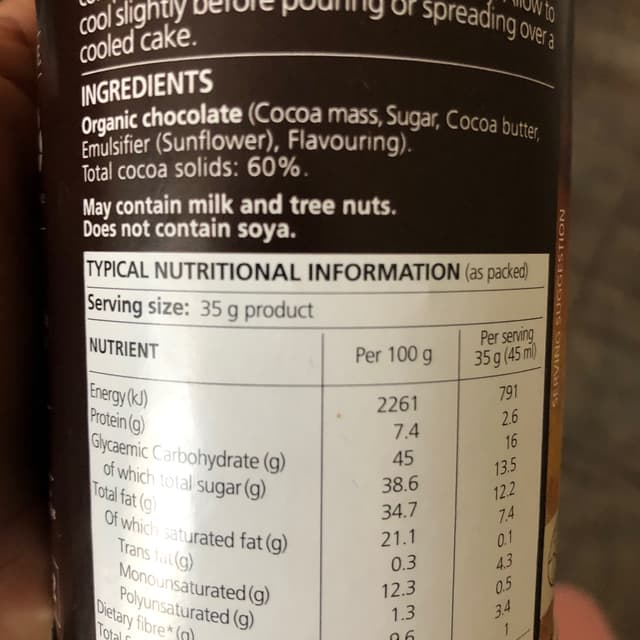 cool slightly before pouring or spreading over a
cooled cake.
INGREDIENTS
Organic chocolate (Cocoa mass, Sugar, Cocoa butter,
Emulsifier (Sunflower), Flavouring).
Total cocoa solids: 60%.
May contain milk and tree nuts.
Does not contain soya.
TYPICAL NUTRITIONAL INFORMATION (as packed)
Serving size: 35 g product
NUTRIENT Per 100 g Per serving
35 g (45 ml)
Energy (kJ) 2261 791
Protein (g) 7.4 2.6
Glycaemic Carbohydrate (g) 45 16
of which total sugar (g) 38.6 13.5
Total fat (g) 34.7 12.2
Of which saturated fat (g) 21.1 7.4
Trans fat (g) 0.3 0.1
Monounsaturated (g) 12.3 4.3
Polyunsaturated (g) 1.3 0.5
Dietary fibre* (g) 9.6 3.4
Total 1
SERVING SUGGESTION